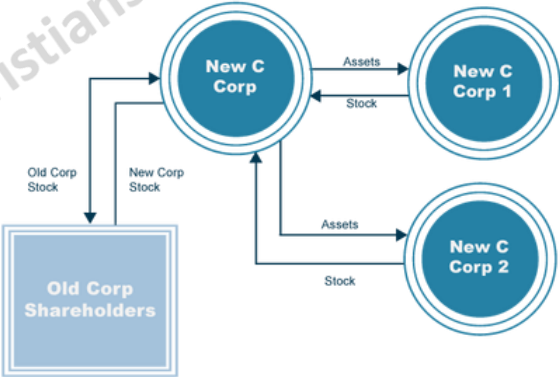 New C
Corp
Assets
Stock
New C
Corp 1
Old Corp
Stock
New Corp
Stock
Assets
Stock
New C
Corp 2
Old Corp
Shareholders